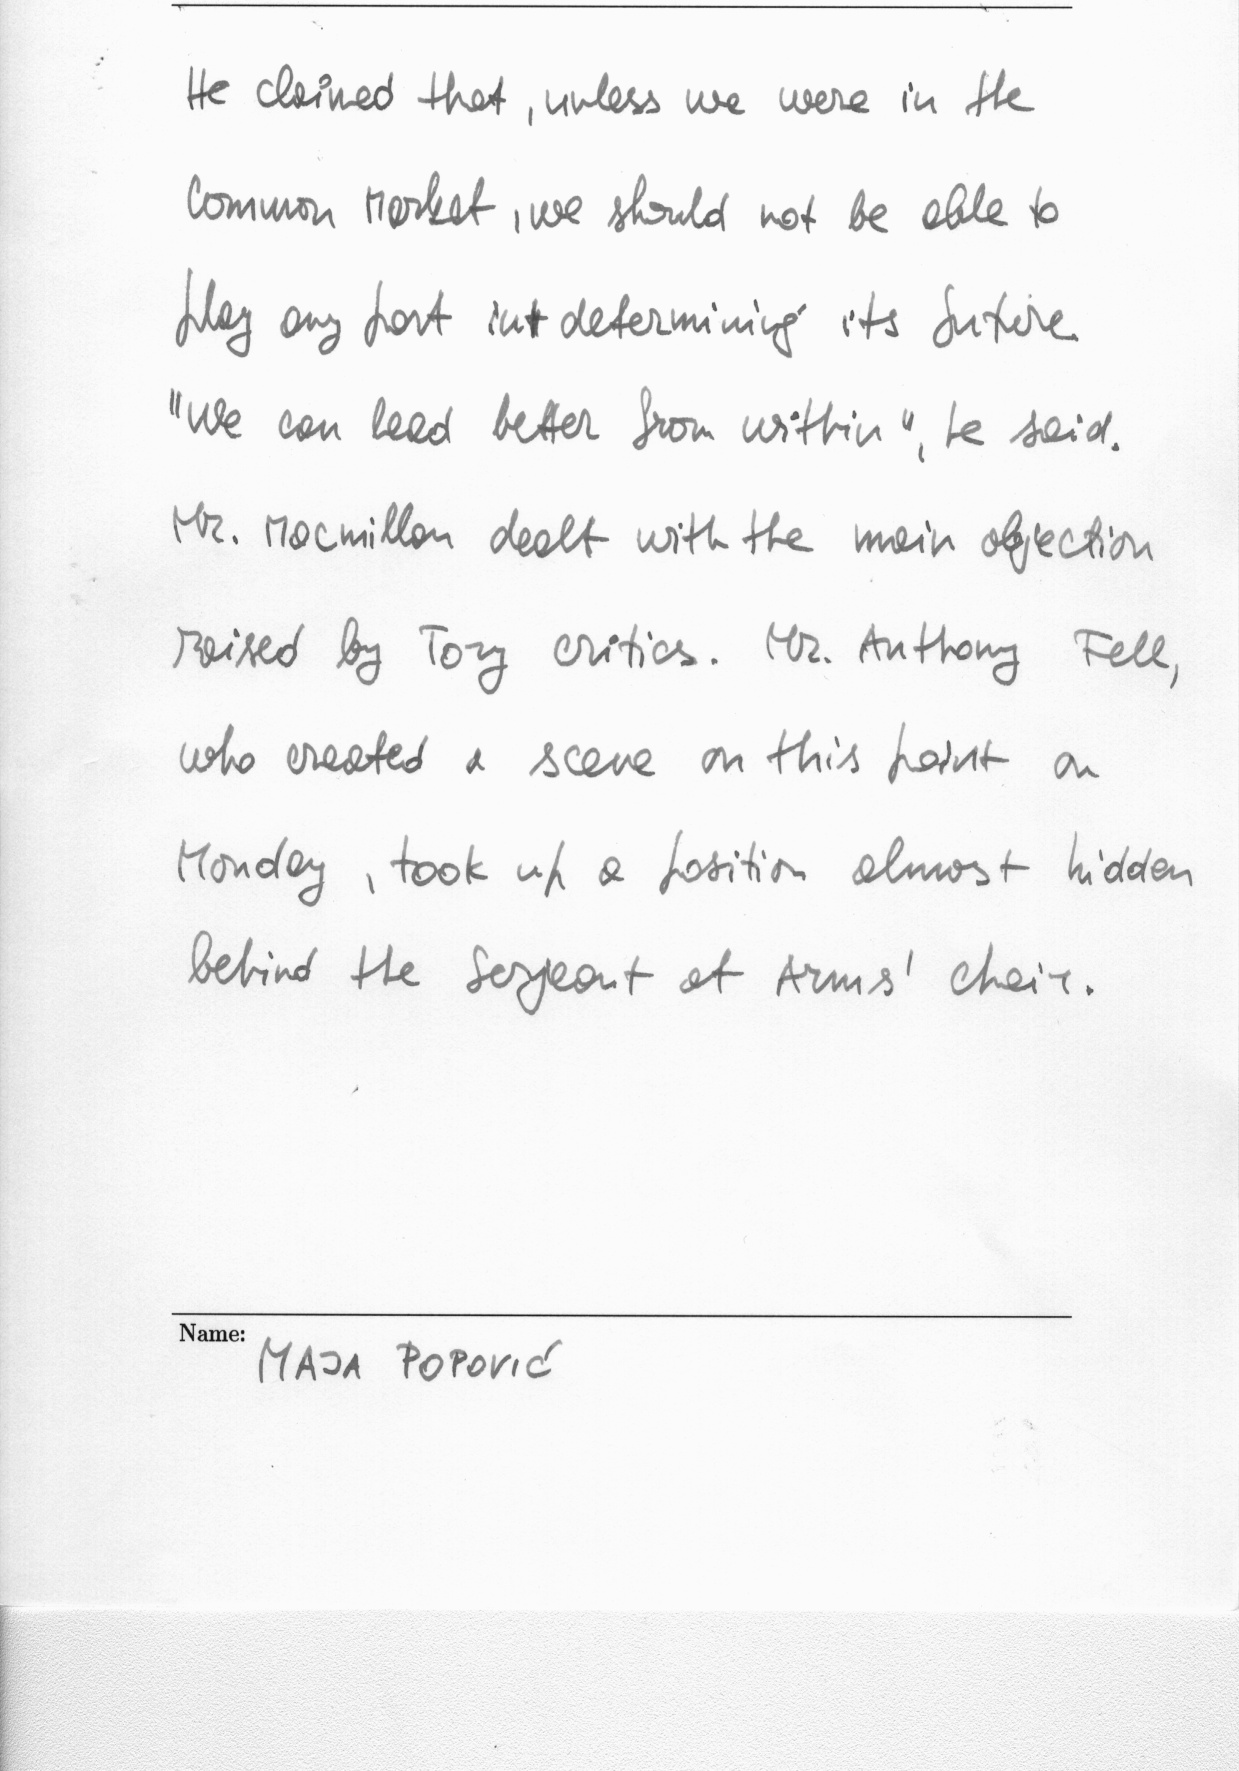 He claimed that, unless we were in the
Common Market, we should not be able to
play any part in determining its future.
"We can lead better from within", he said.
Mr. Macmillan dealt with the main objection
raised by Tory critics. Mr. Anthony Fell,
who created a scene on this point on
Monday, took up a position almost hidden
behind the Serjeant at Arms' chair.
Name:
MAJA POPOVIĆ